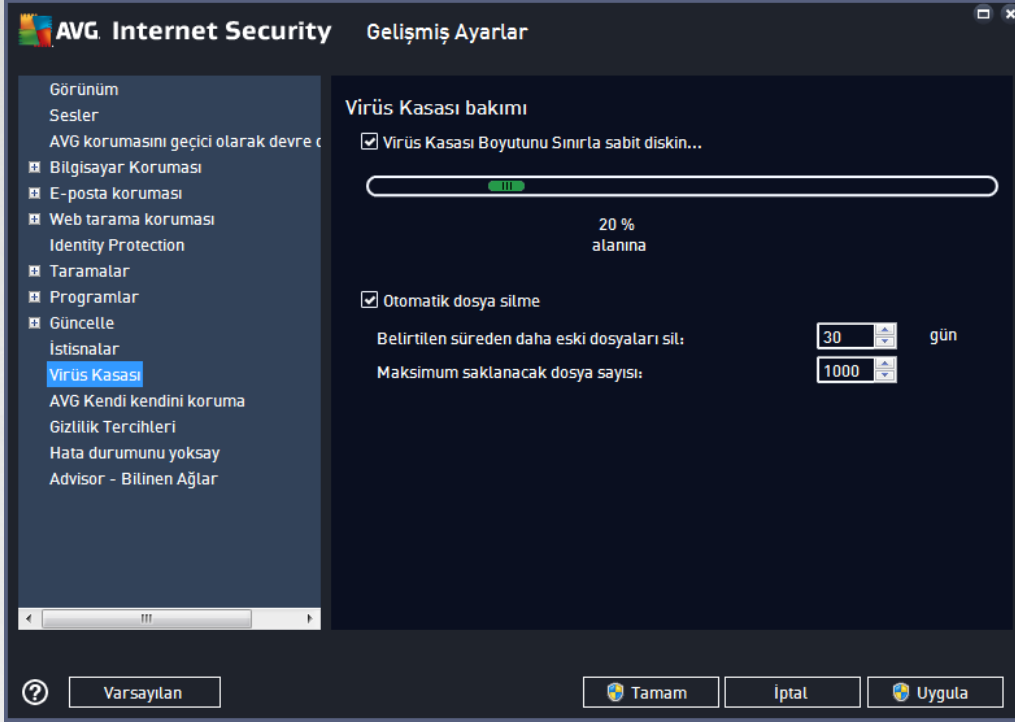 AVG. Internet Security
Gelişmiş Ayarlar
Görünüm
Sesler
AVG korumasını geçici olarak devre
Bilgisayar Koruması
E-posta koruması
Web tarama koruması
Identity Protection
Taramalar
Programlar
Güncelle
İstisnalar
Virüs Kasası
AVG Kendi kendini koruma
Gizlilik Tercihleri
Hata durumunu yoksay
Advisor - Bilinen Ağlar
Virüs Kasası bakımı
Virüs Kasası Boyutunu Sınırla sabit diskin...
20 %
alanına
Otomatik dosya silme
Belirtilen süreden daha eski dosyaları sil: 30 gün
Maksimum saklanacak dosya sayısı: 1000
? Varsayılan Tamam İptal Uygula